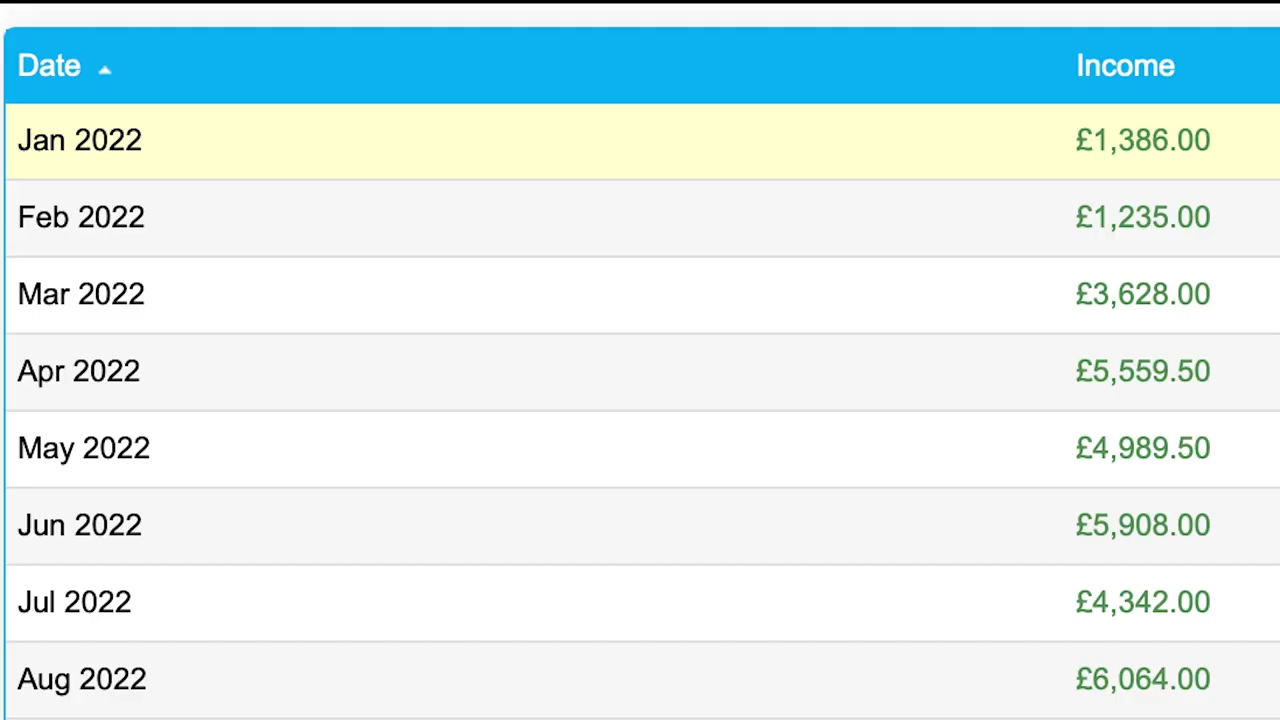 Date Income
Jan 2022 £1,386.00
Feb 2022 £1,235.00
Mar 2022 £3,628.00
Apr 2022 £5,559.50
May 2022 £4,989.50
Jun 2022 £5,908.00
Jul 2022 £4,342.00
Aug 2022 £6,064.00